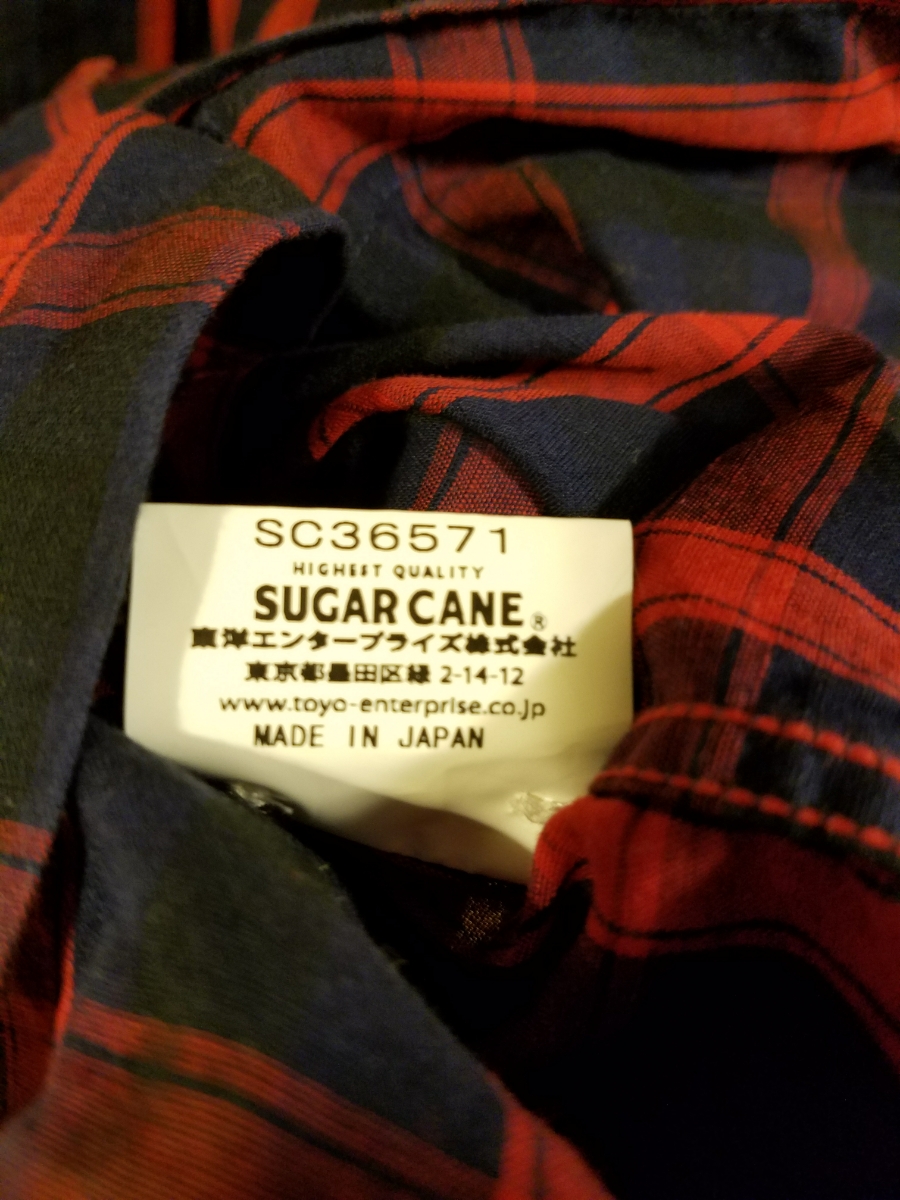 SC36571
HIGHEST QUALITY
SUGAR CANE®
東洋エンタープライズ株式会社
東京都墨田区緑 2-14-12
www.toyo-enterprise.co.jp
MADE IN JAPAN